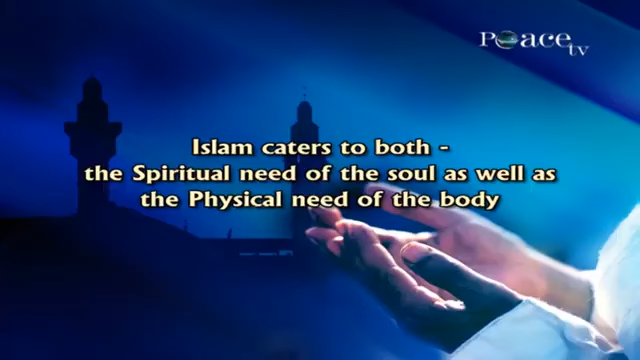 Peace tv
Islam caters to both -
the Spiritual need of the soul as well as
the Physical need of the body